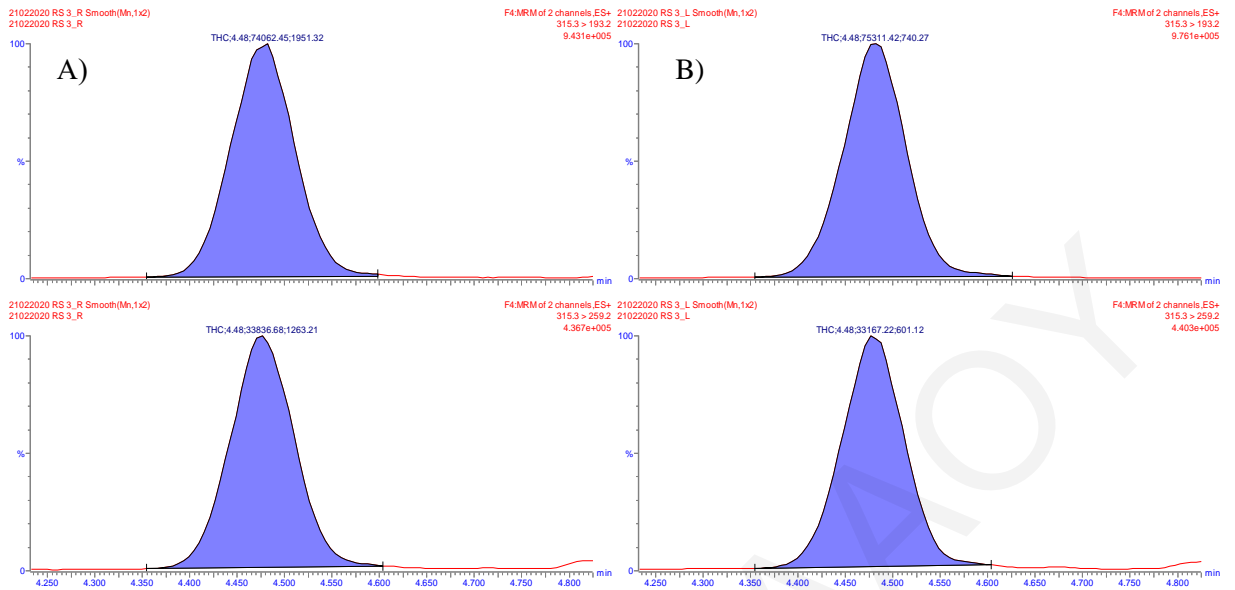 21022020 RS 3_R Smooth(Mn,1x2)
21022020 RS 3_R
F4:MRM of 2 channels,ES+
315.3 > 193.2
9.431e+005
THC;4.48;74062.45;1951.32
A)
100
%
0
min
21022020 RS 3_L Smooth(Mn,1x2)
21022020 RS 3_L
F4:MRM of 2 channels,ES+
315.3 > 193.2
9.761e+005
THC;4.48;75311.42;740.27
B)
100
%
0
min
21022020 RS 3_R Smooth(Mn,1x2)
21022020 RS 3_R
F4:MRM of 2 channels,ES+
315.3 > 259.2
4.367e+005
THC;4.48;33836.68;1263.21
100
%
0
min
4.250 4.300 4.350 4.400 4.450 4.500 4.550 4.600 4.650 4.700 4.750 4.800
21022020 RS 3_L Smooth(Mn,1x2)
21022020 RS 3_L
F4:MRM of 2 channels,ES+
315.3 > 259.2
4.403e+005
THC;4.48;33167.22;601.12
100
%
0
min
4.250 4.300 4.350 4.400 4.450 4.500 4.550 4.600 4.650 4.700 4.750 4.800